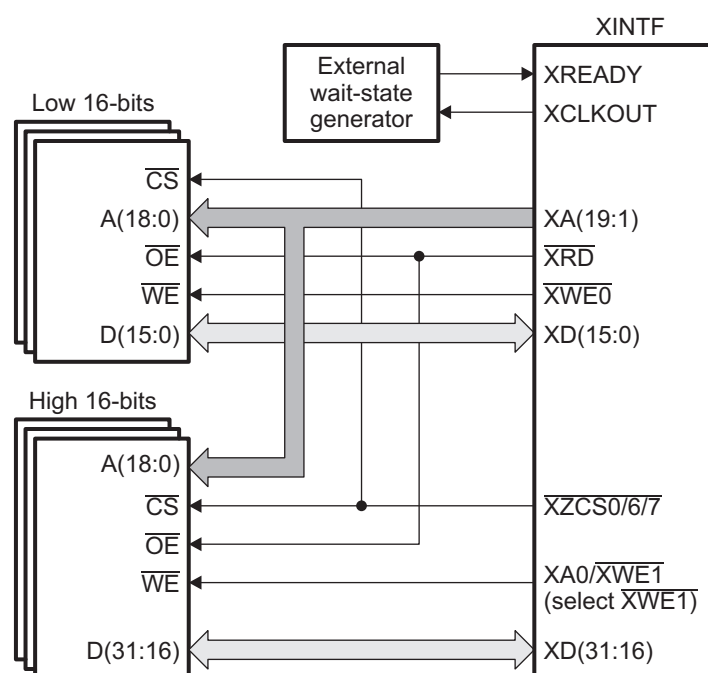 XINTF
External
wait-state
generator
XREADY
XCLKOUT
Low 16-bits
CS
A(18:0)
OE
WE
D(15:0)
XA(19:1)
XRD
XWE0
XD(15:0)
High 16-bits
A(18:0)
CS
OE
WE
D(31:16)
XZCS0/6/7
XA0/XWE1
(select XWE1)
XD(31:16)